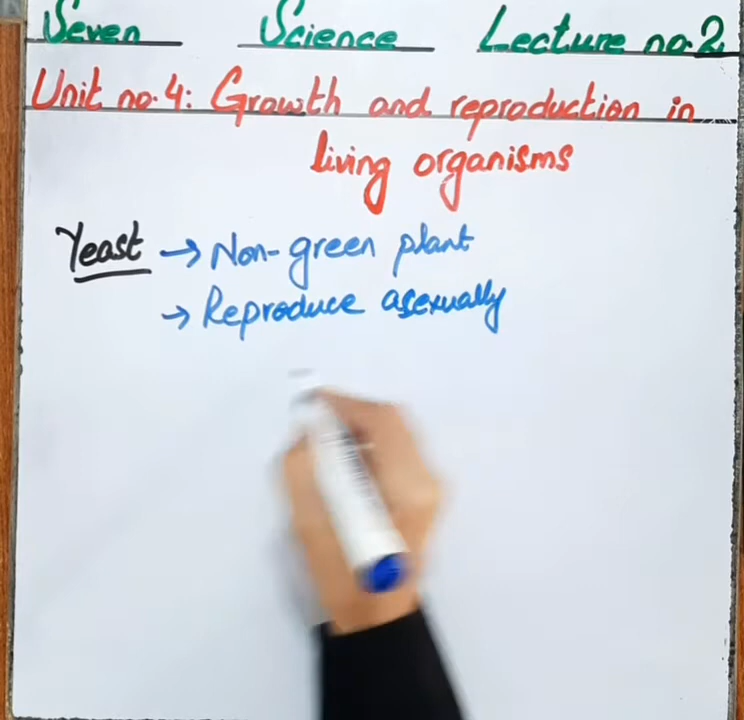 Seven Science Lecture no.2
Unit no.4: Growth and reproduction in
living organisms
Yeast → Non-green plant
→ Reproduce asexually